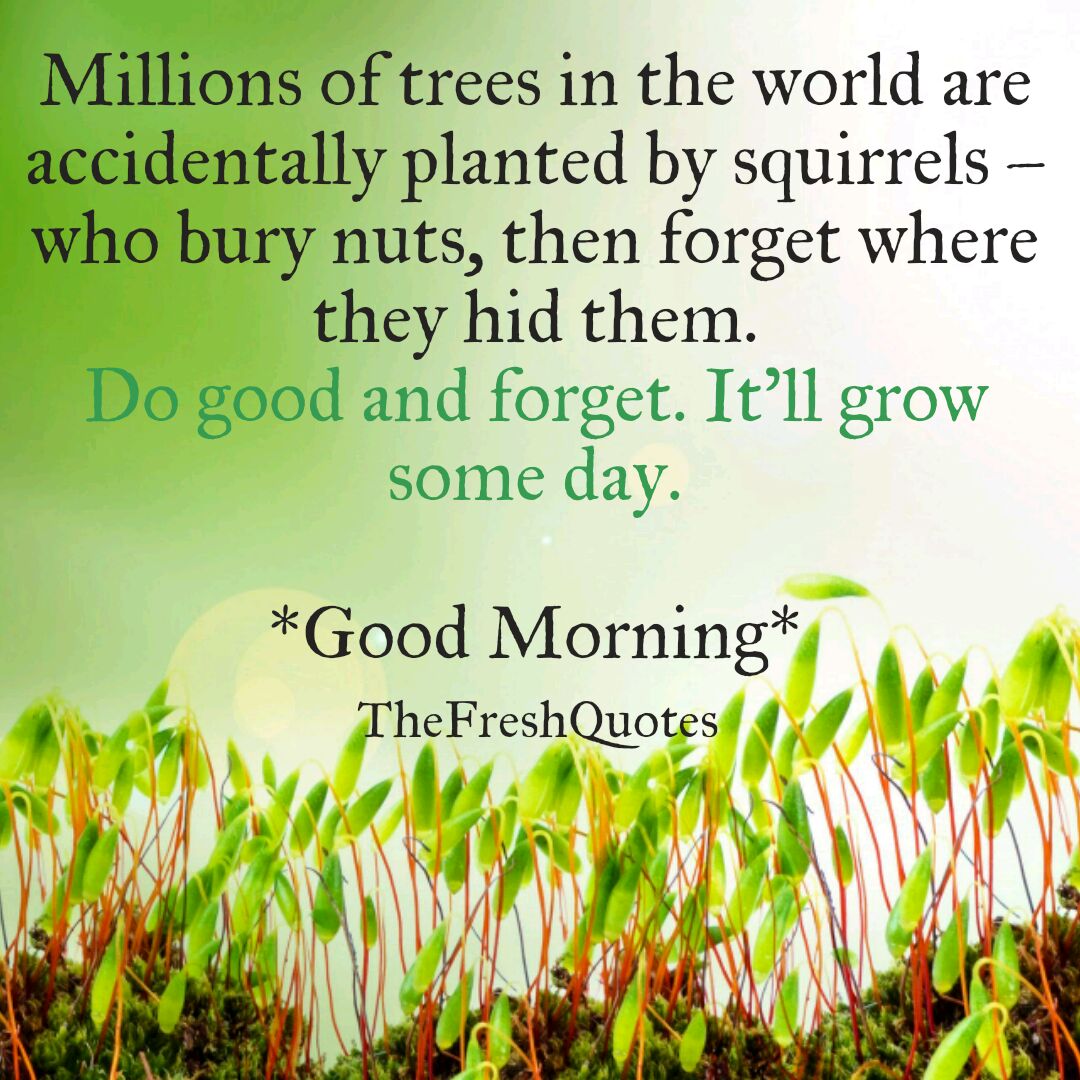 Millions of trees in the world are
accidentally planted by squirrels –
who bury nuts, then forget where
they hid them.
Do good and forget. It’ll grow
some day.
*Good Morning*
TheFreshQuotes